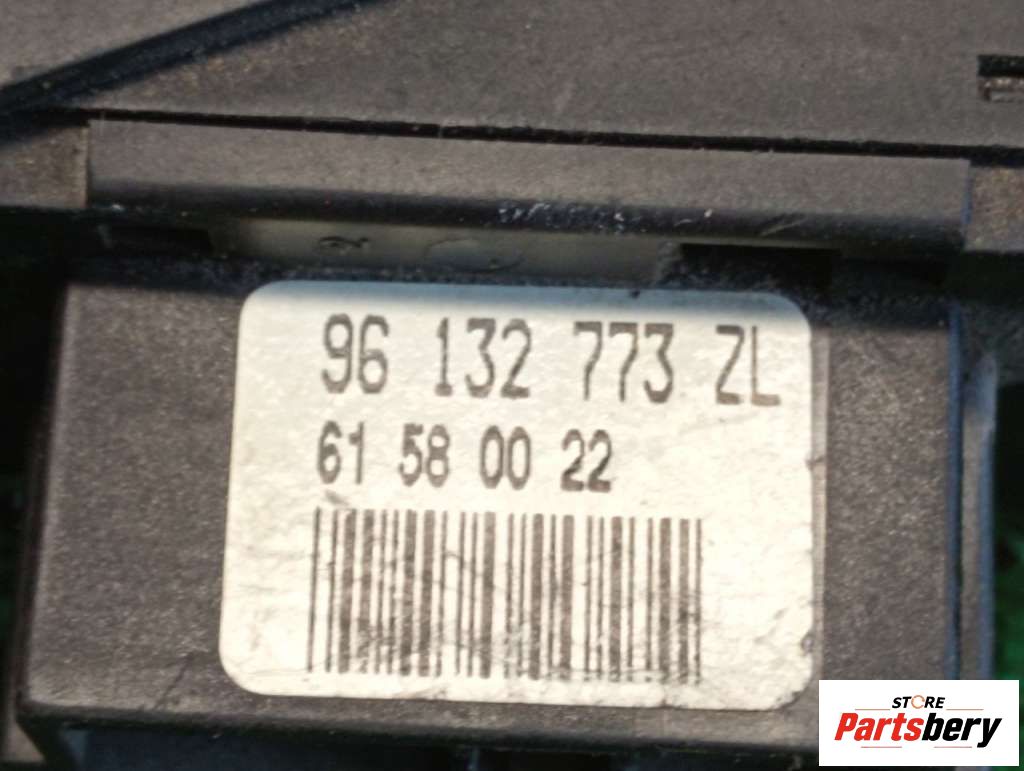 96 132 773 ZL
61 58 00 22
STORE
Partsbery